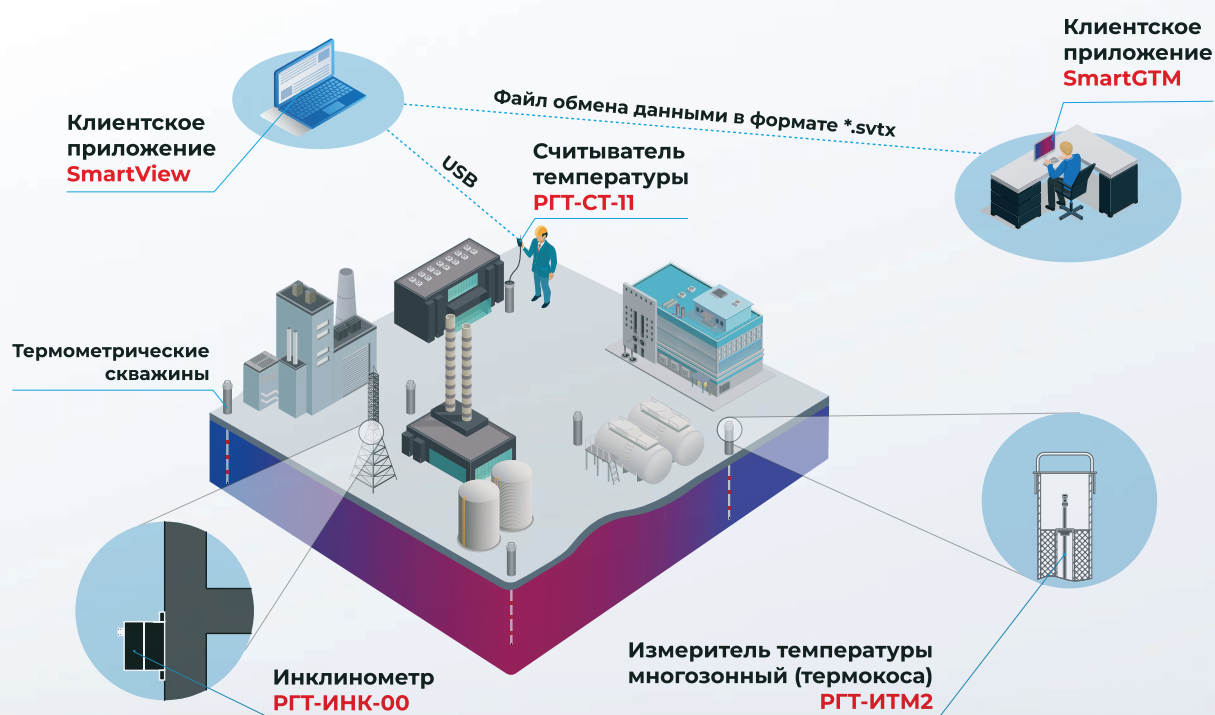 Клиентское
приложение
SmartGTM
Файл обмена данными в формате *.svtx
Клиентское
приложение
SmartView
USB
Считыватель
температуры
РГТ-СТ-11
Термометрические
скважины
Инклинометр
РГТ-ИНК-00
Измеритель температуры
многозонный (термокоса)
РГТ-ИТМ2